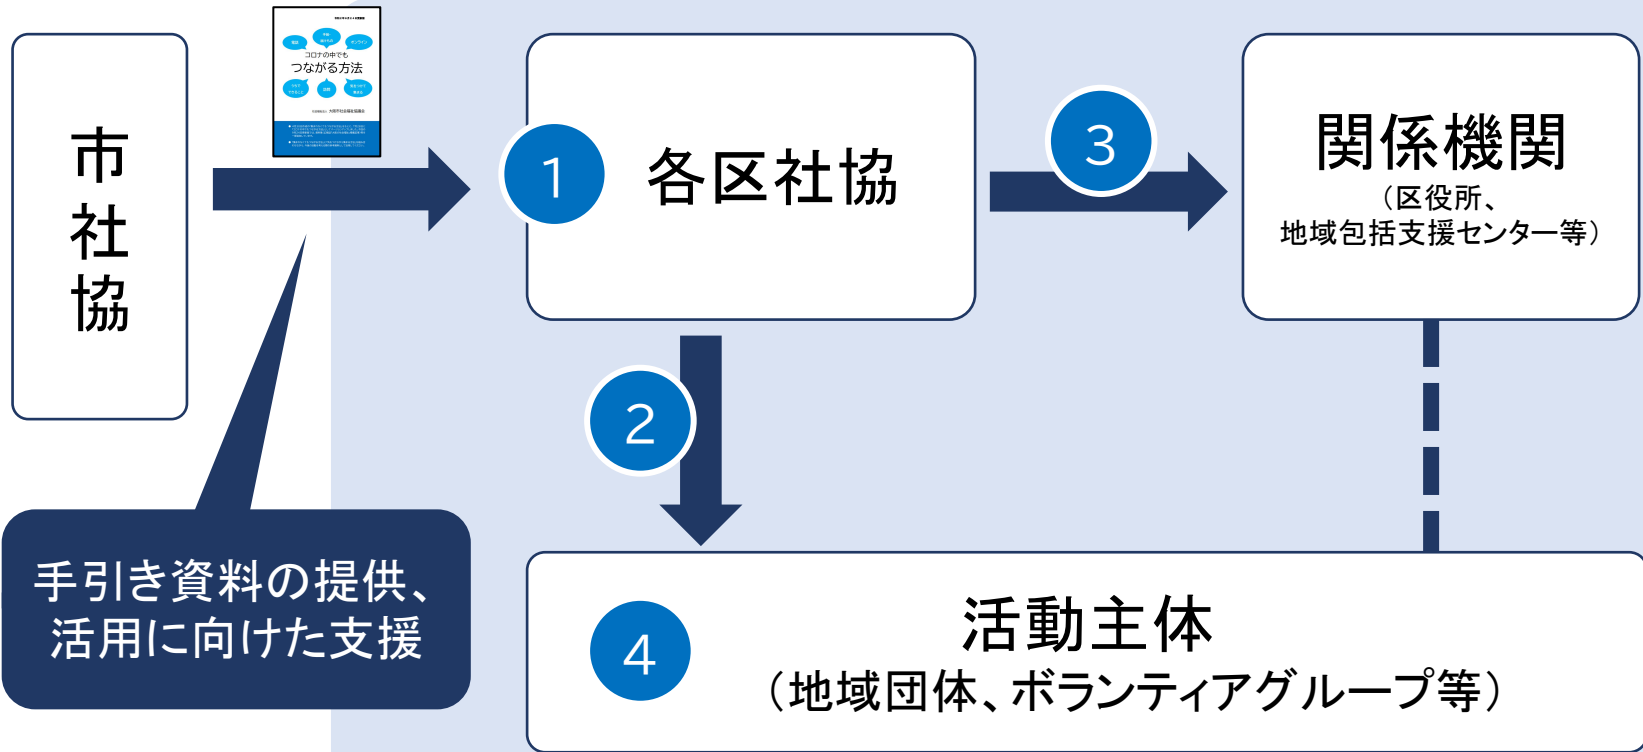 市
社
協
コロナの中でも
つながる方法
1
各区社協
3
関係機関
（区役所、
地域包括支援センター等）
2
手引き資料の提供、
活用に向けた支援
4
活動主体
（地域団体、ボランティアグループ等）